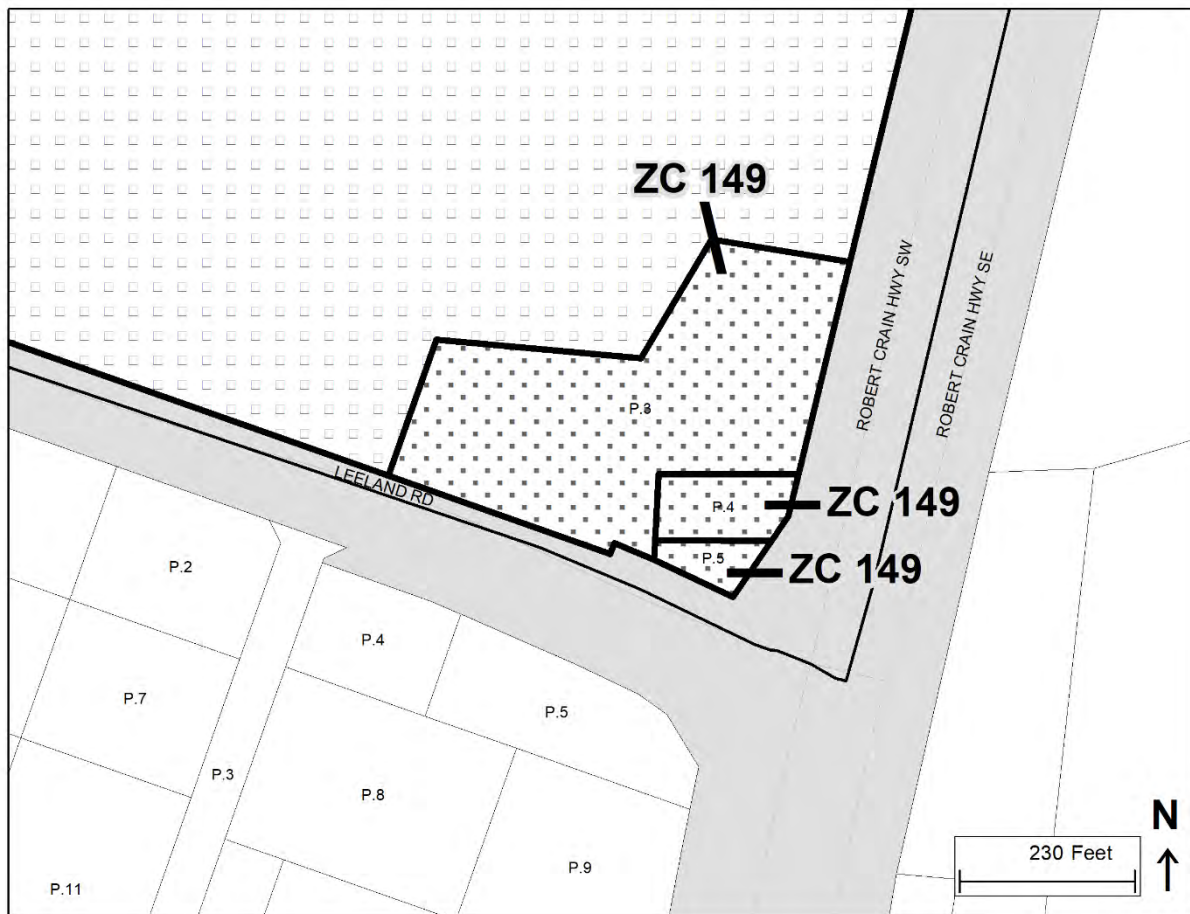 ZC 149
ROBERT CRAIN HWY SW
ROBERT CRAIN HWY SE
P.3
LEELAND RD
P.4
ZC 149
P.5
ZC 149
P.2
P.4
P.7
P.5
P.3
P.8
P.9
P.11
N
230 Feet